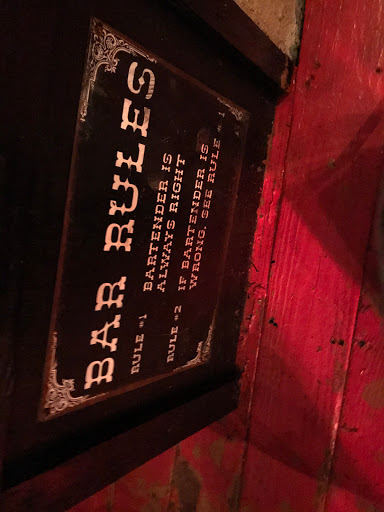 BAR RULES
RULE #1 BARTENDER IS
ALWAYS RIGHT
RULE #2 IF BARTENDER IS
WRONG, SEE RULE #1